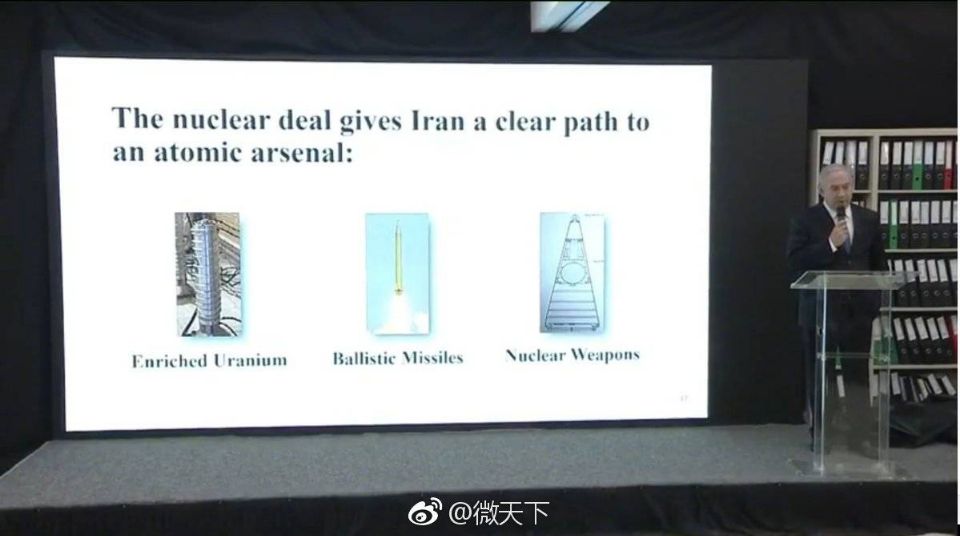 The nuclear deal gives Iran a clear path to
an atomic arsenal:
Enriched Uranium
Ballistic Missiles
Nuclear Weapons
@微天下